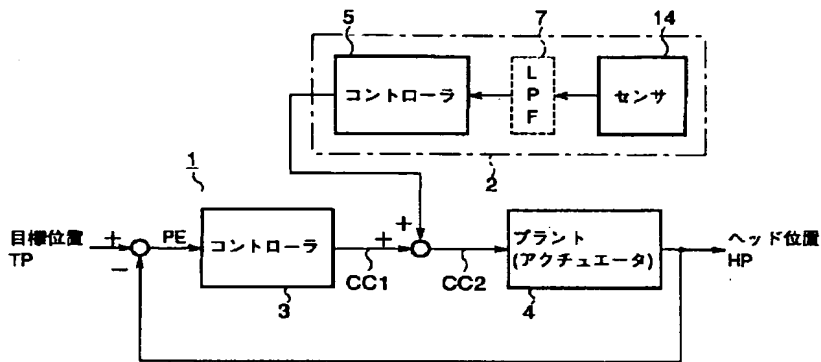 5
7
14
コントローラ
L
P
F
センサ
2
1
目標位置
TP
+
−
PE
コントローラ
3
+
+
CC1
CC2
プラント
(アクチュエータ)
4
ヘッド位置
HP